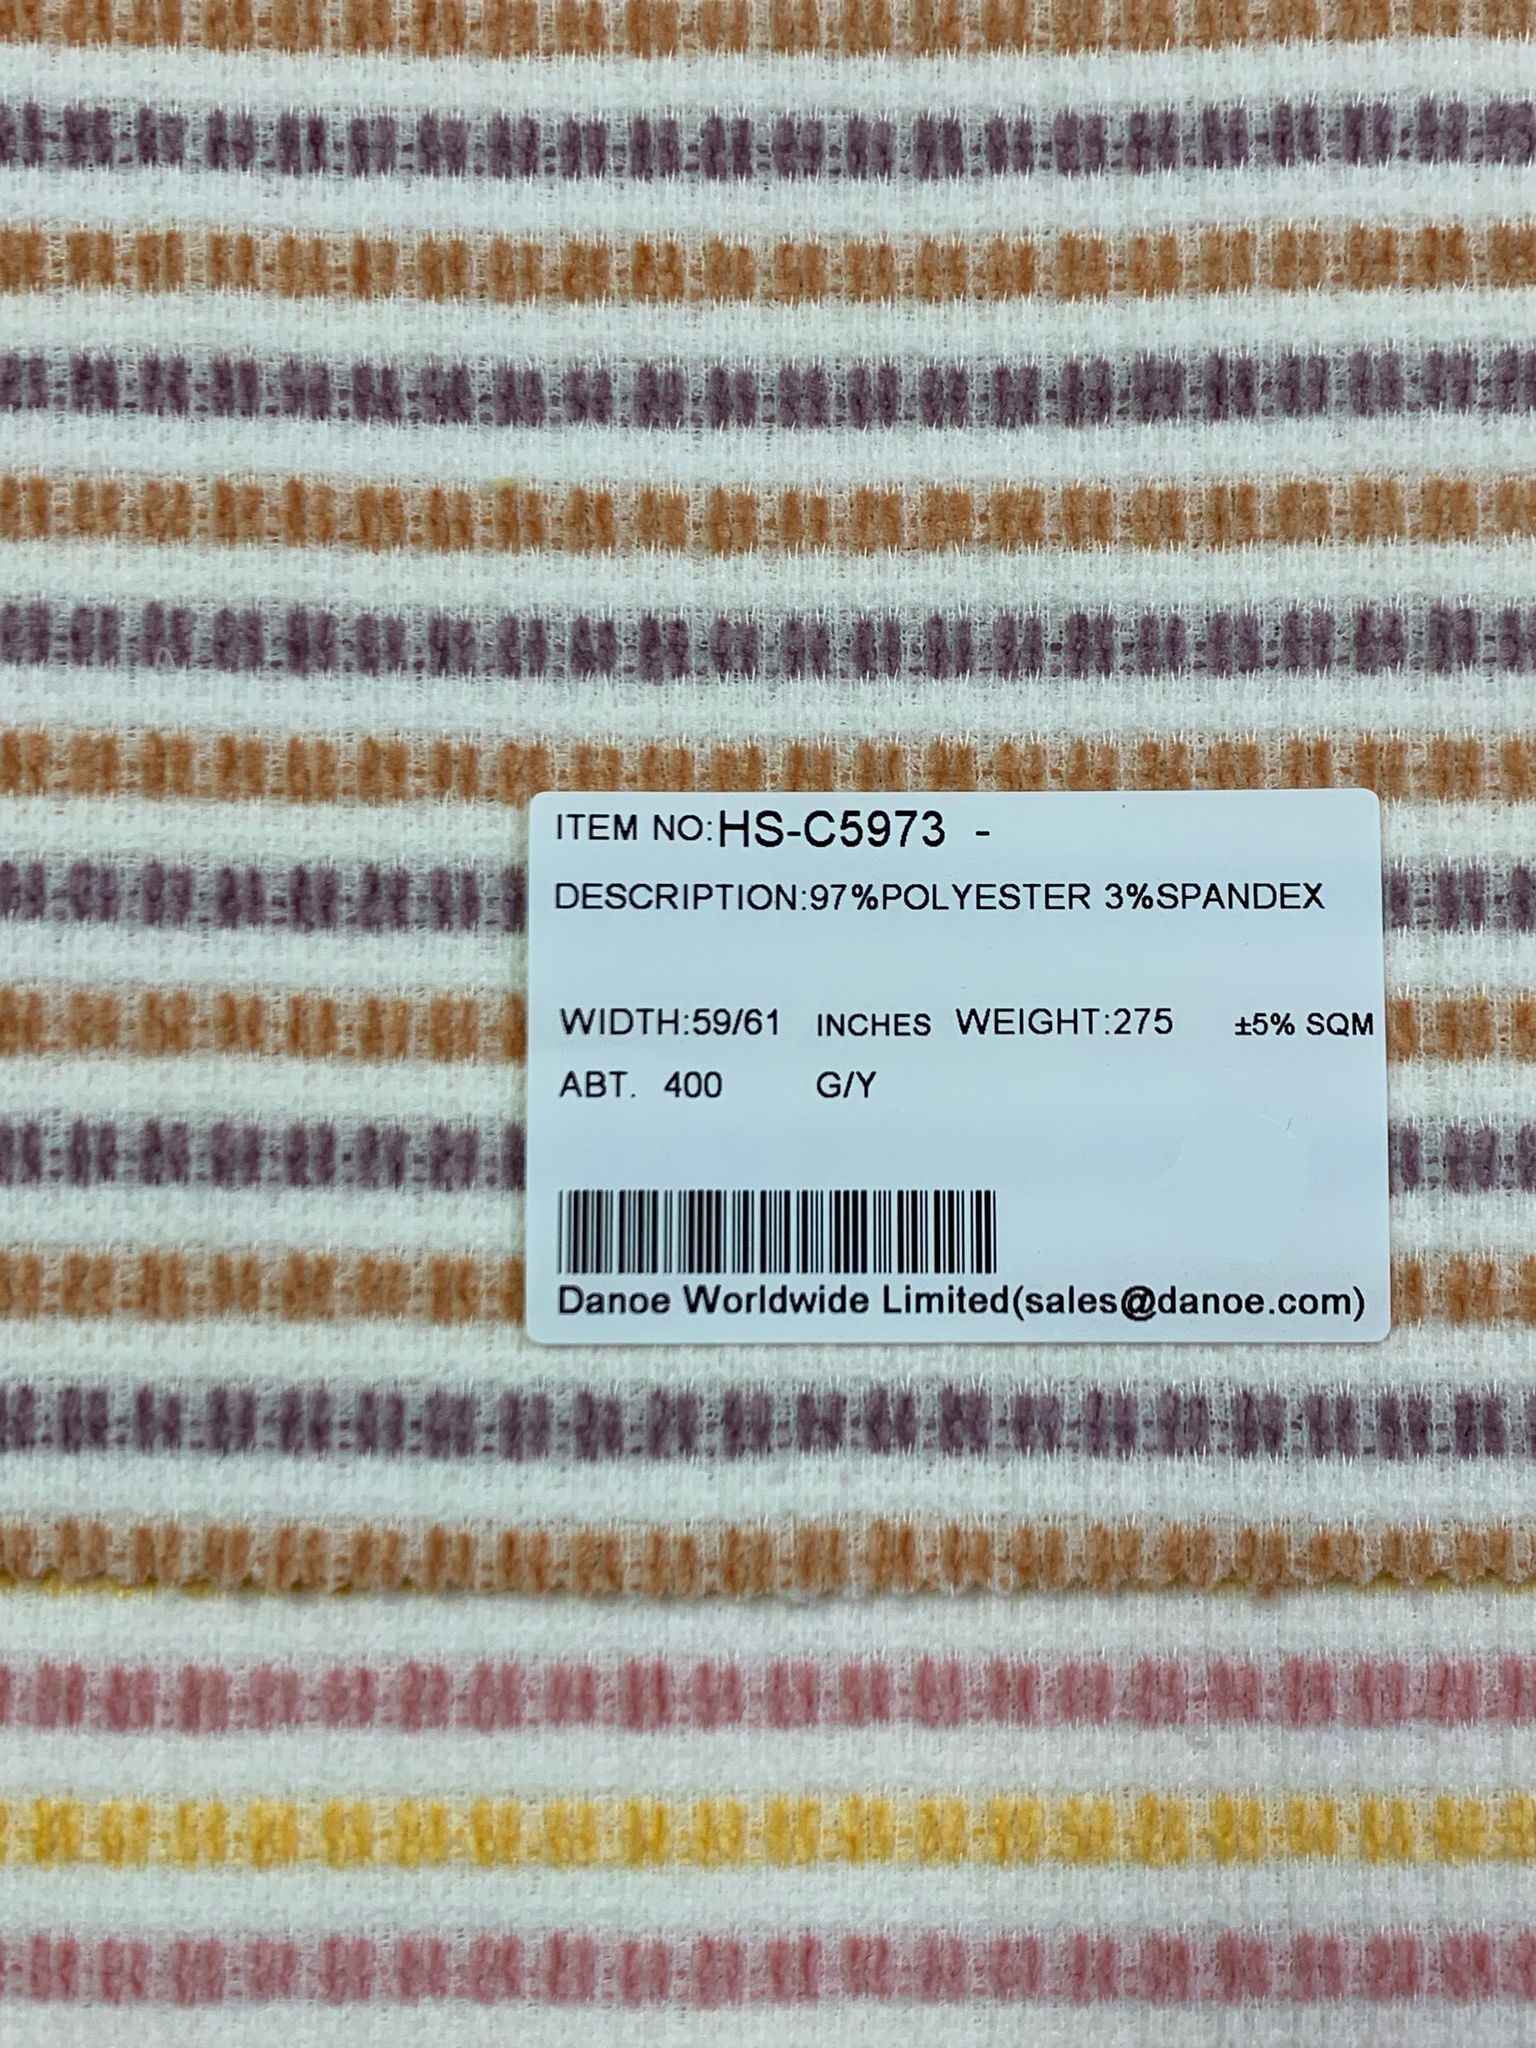 ITEM NO:HS-C5973 -
DESCRIPTION:97%POLYESTER 3%SPANDEX
WIDTH:59/61 INCHES WEIGHT:275 ±5% SQM
ABT. 400 G/Y
Danoe Worldwide Limited(sales@danoe.com)